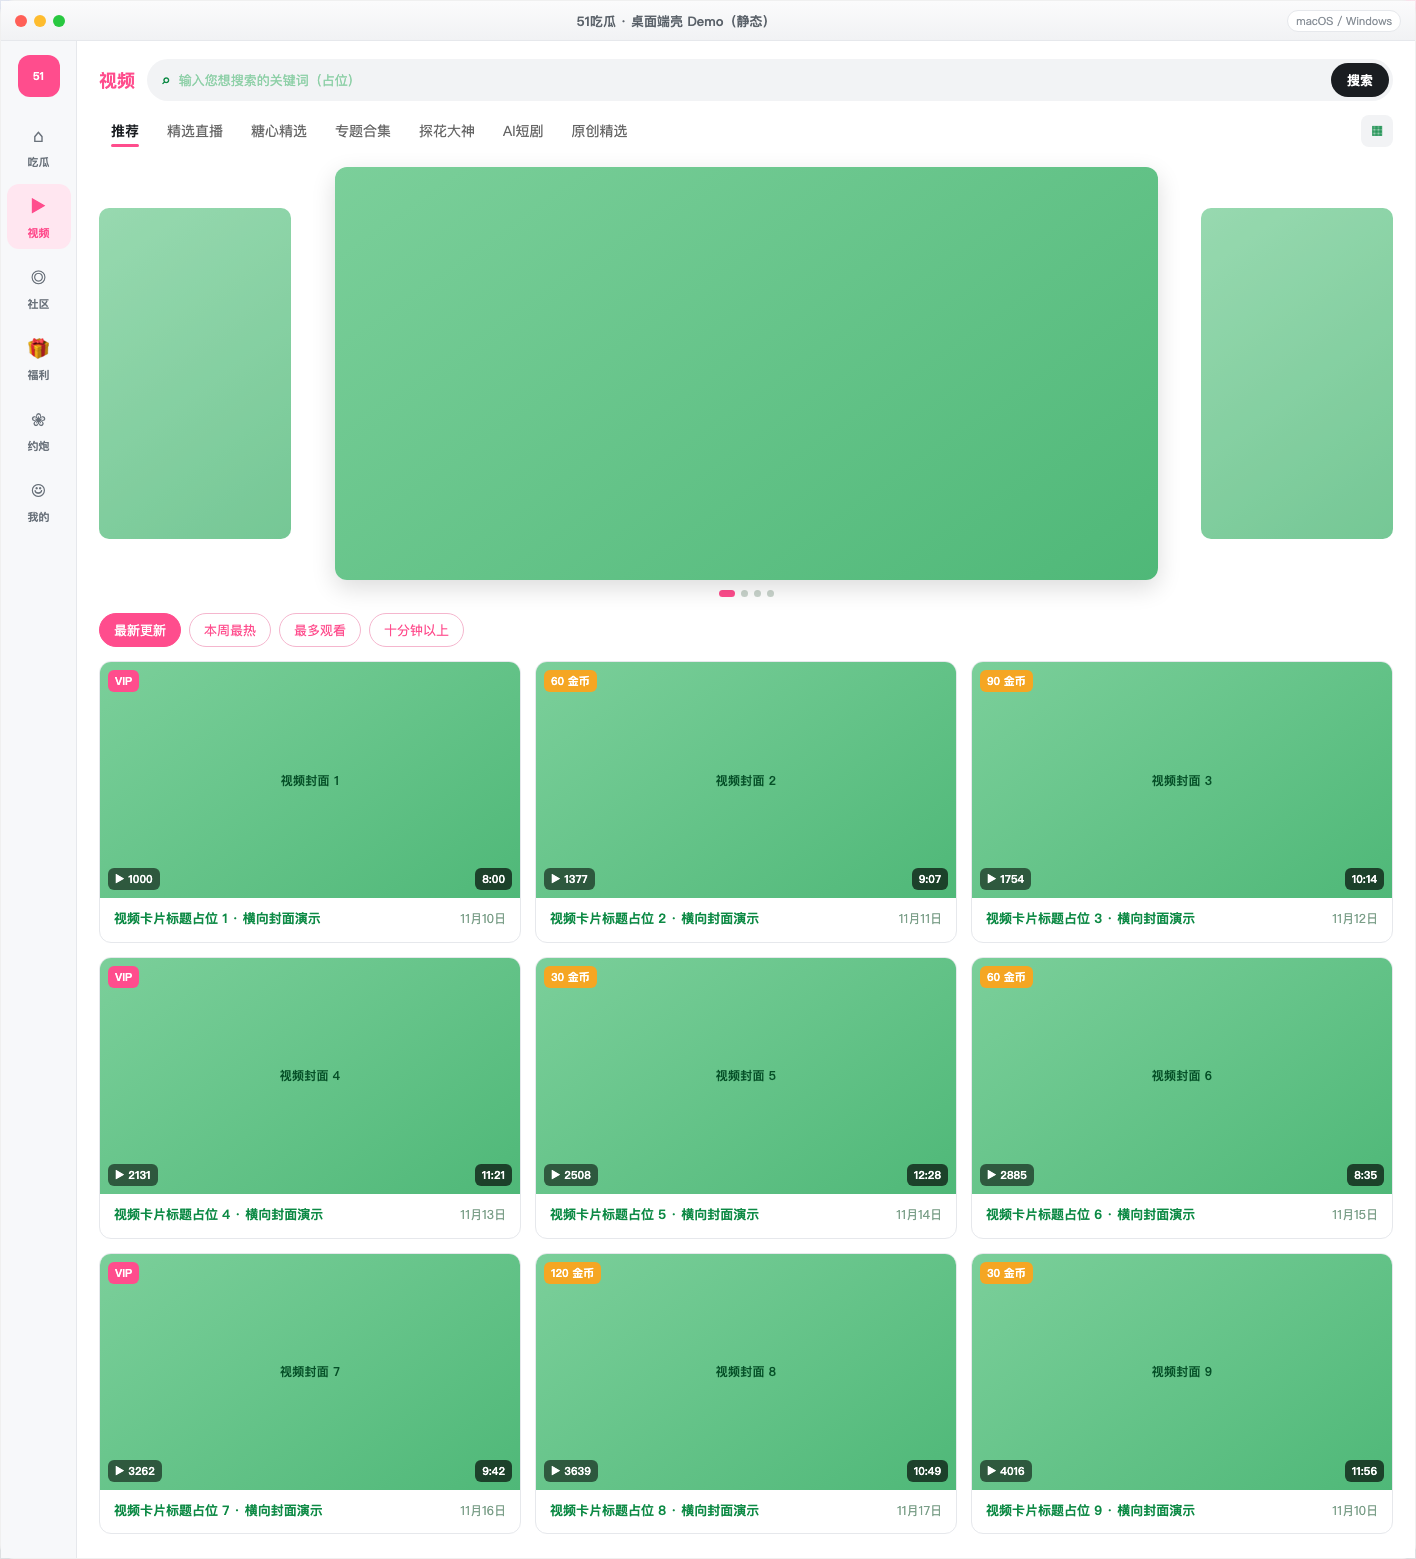 51吃瓜 · 桌面端壳 Demo（静态）
macOS / Windows
51
吃瓜
视频
社区
福利
约炮
我的
视频
输入您想搜索的关键词（占位）
搜索
推荐 精选直播 糖心精选 专题合集 探花大神 AI短剧 原创精选
最新更新 本周最热 最多观看 十分钟以上
VIP
视频封面 1
▶ 1000 8:00
视频卡片标题占位 1 · 横向封面演示 11月10日
60 金币
视频封面 2
▶ 1377 9:07
视频卡片标题占位 2 · 横向封面演示 11月11日
90 金币
视频封面 3
▶ 1754 10:14
视频卡片标题占位 3 · 横向封面演示 11月12日
VIP
视频封面 4
▶ 2131 11:21
视频卡片标题占位 4 · 横向封面演示 11月13日
30 金币
视频封面 5
▶ 2508 12:28
视频卡片标题占位 5 · 横向封面演示 11月14日
60 金币
视频封面 6
▶ 2885 8:35
视频卡片标题占位 6 · 横向封面演示 11月15日
VIP
视频封面 7
▶ 3262 9:42
视频卡片标题占位 7 · 横向封面演示 11月16日
120 金币
视频封面 8
▶ 3639 10:49
视频卡片标题占位 8 · 横向封面演示 11月17日
30 金币
视频封面 9
▶ 4016 11:56
视频卡片标题占位 9 · 横向封面演示 11月10日